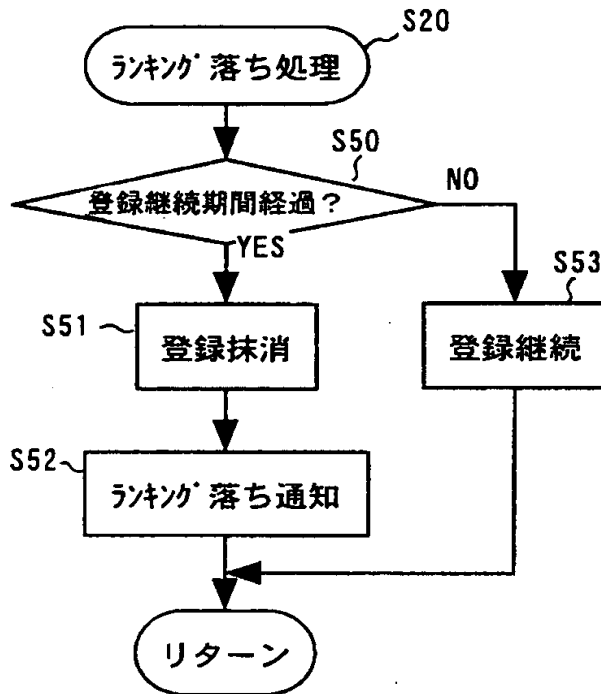 S20
ﾗﾝｷﾝｸﾞ落ち処理
S50
登録継続期間経過？
NO
YES
S53
S51
登録抹消
登録継続
S52
ﾗﾝｷﾝｸﾞ落ち通知
リターン